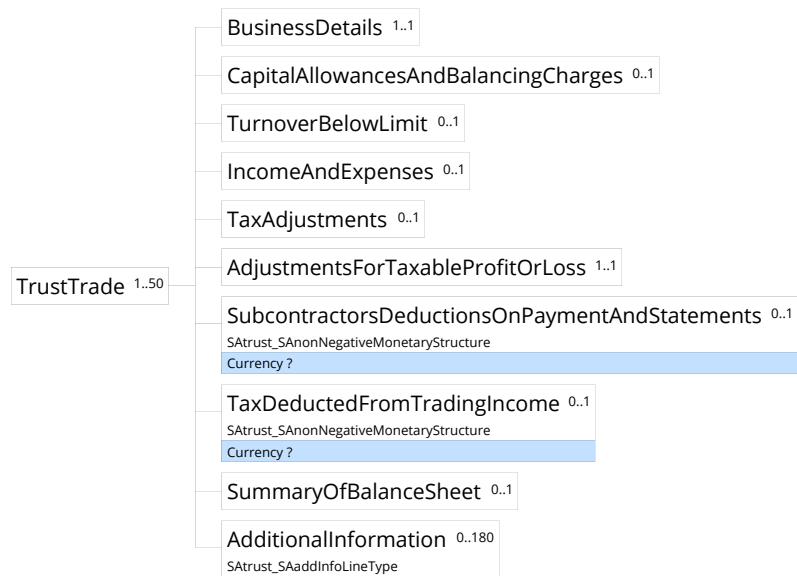 BusinessDetails 1..1
CapitalAllowancesAndBalancingCharges 0..1
TurnoverBelowLimit 0..1
IncomeAndExpenses 0..1
TaxAdjustments 0..1
AdjustmentsForTaxableProfitOrLoss 1..1
TrustTrade 1..50
SubcontractorsDeductionsOnPaymentAndStatements 0..1
SAtrust_SAnonNegativeMonetaryStructure
Currency ?
TaxDeductedFromTradingIncome 0..1
SAtrust_SAnonNegativeMonetaryStructure
Currency ?
SummaryOfBalanceSheet 0..1
AdditionalInformation 0..180
SAtrust_SAaddInfoLineType